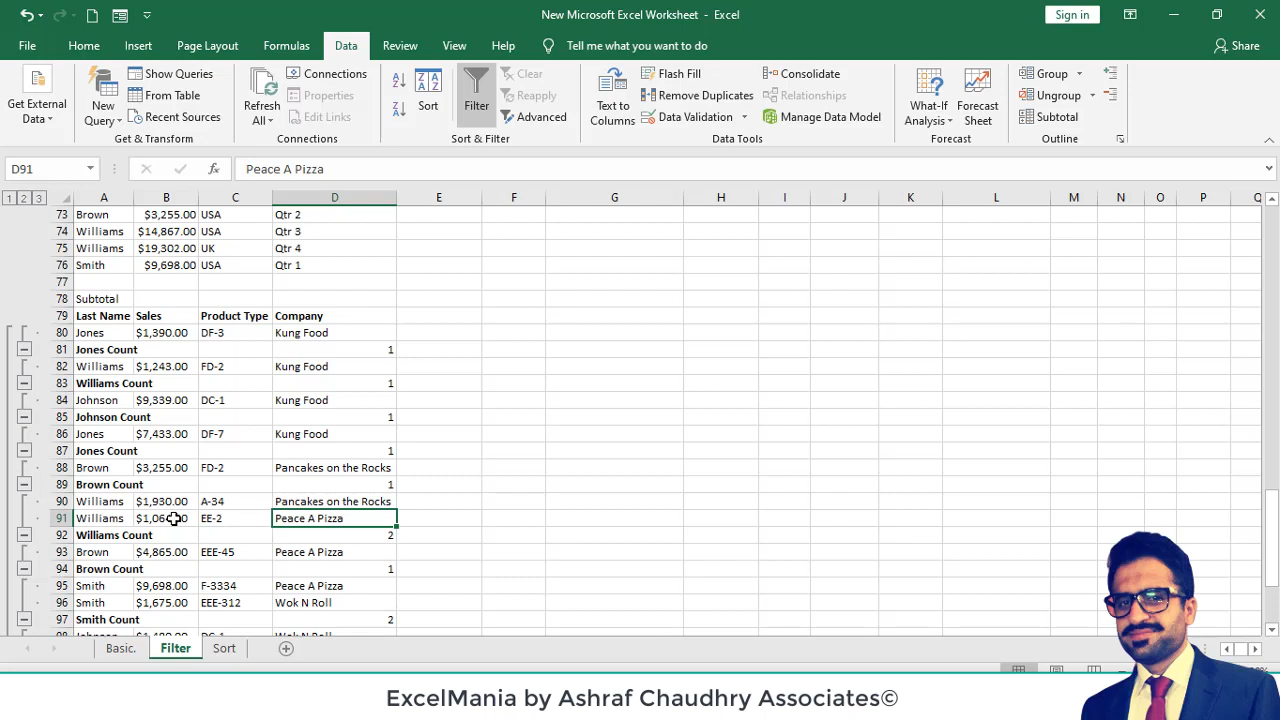 New Microsoft Excel Worksheet - Excel
Sign in
File Home Insert Page Layout Formulas Data Review View Help Tell me what you want to do Share
Get External Data
New Query
Show Queries
From Table
Recent Sources
Get & Transform
Refresh All
Connections
Properties
Edit Links
Connections
Sort
Filter
Clear
Reapply
Advanced
Sort & Filter
Text to Columns
Flash Fill
Remove Duplicates
Data Validation
Consolidate
Relationships
Manage Data Model
Data Tools
What-If Analysis
Forecast Sheet
Forecast
Group
Ungroup
Subtotal
Outline
D91 fx Peace A Pizza
1 2 3 A B C D E F G H I J K L M N O P Q
73 Brown $3,255.00 USA Qtr 2
74 Williams $14,867.00 USA Qtr 3
75 Williams $19,302.00 UK Qtr 4
76 Smith $9,698.00 USA Qtr 1
77
78 Subtotal
79 Last Name Sales Product Type Company
80 Jones $1,390.00 DF-3 Kung Food
81 Jones Count 1
82 Williams $1,243.00 FD-2 Kung Food
83 Williams Count 1
84 Johnson $9,339.00 DC-1 Kung Food
85 Johnson Count 1
86 Jones $7,433.00 DF-7 Kung Food
87 Jones Count 1
88 Brown $3,255.00 FD-2 Pancakes on the Rocks
89 Brown Count 1
90 Williams $1,930.00 A-34 Pancakes on the Rocks
91 Williams EE-2 Peace A Pizza
92 Williams Count 2
93 Brown $4,865.00 EEE-45 Peace A Pizza
94 Brown Count 1
95 Smith $9,698.00 F-3334 Peace A Pizza
96 Smith $1,675.00 EEE-312 Wok N Roll
97 Smith Count 2
98 Johnson DC-1 Wok N Roll
Basic. Filter Sort
ExcelMania by Ashraf Chaudhry Associates©